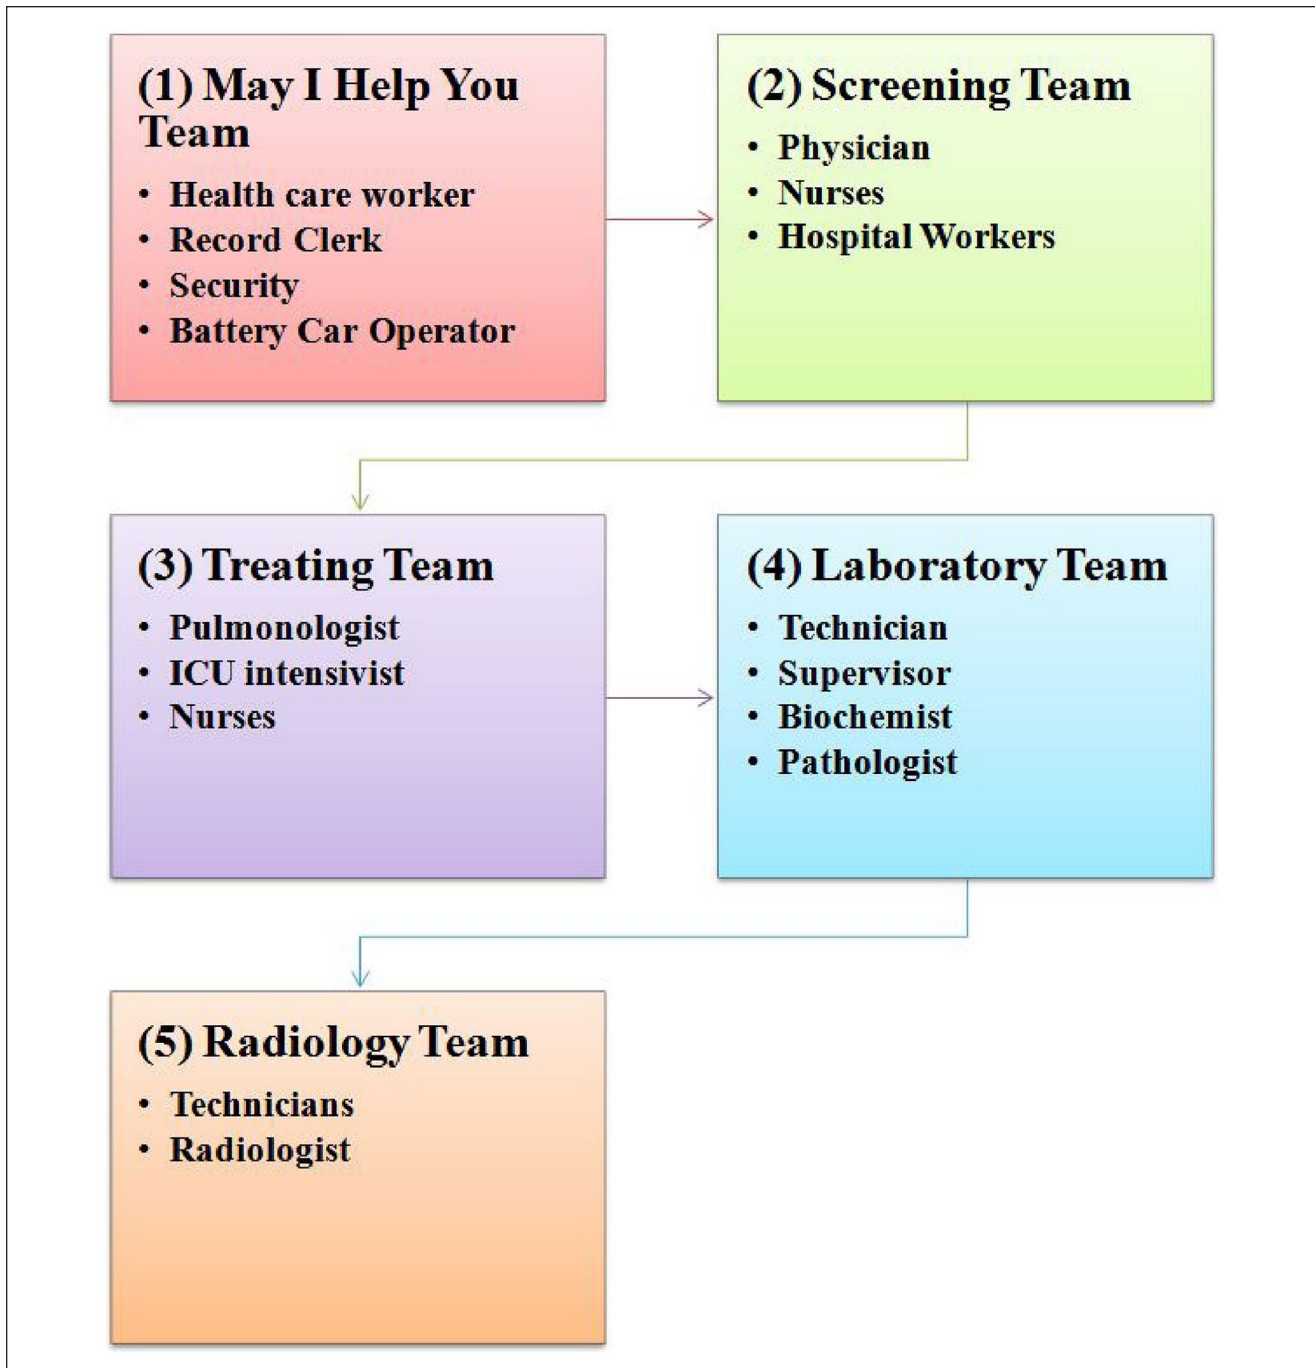 (1) May I Help You
Team
• Health care worker
• Record Clerk
• Security
• Battery Car Operator
(2) Screening Team
• Physician
• Nurses
• Hospital Workers
(3) Treating Team
• Pulmonologist
• ICU intensivist
• Nurses
(4) Laboratory Team
• Technician
• Supervisor
• Biochemist
• Pathologist
(5) Radiology Team
• Technicians
• Radiologist